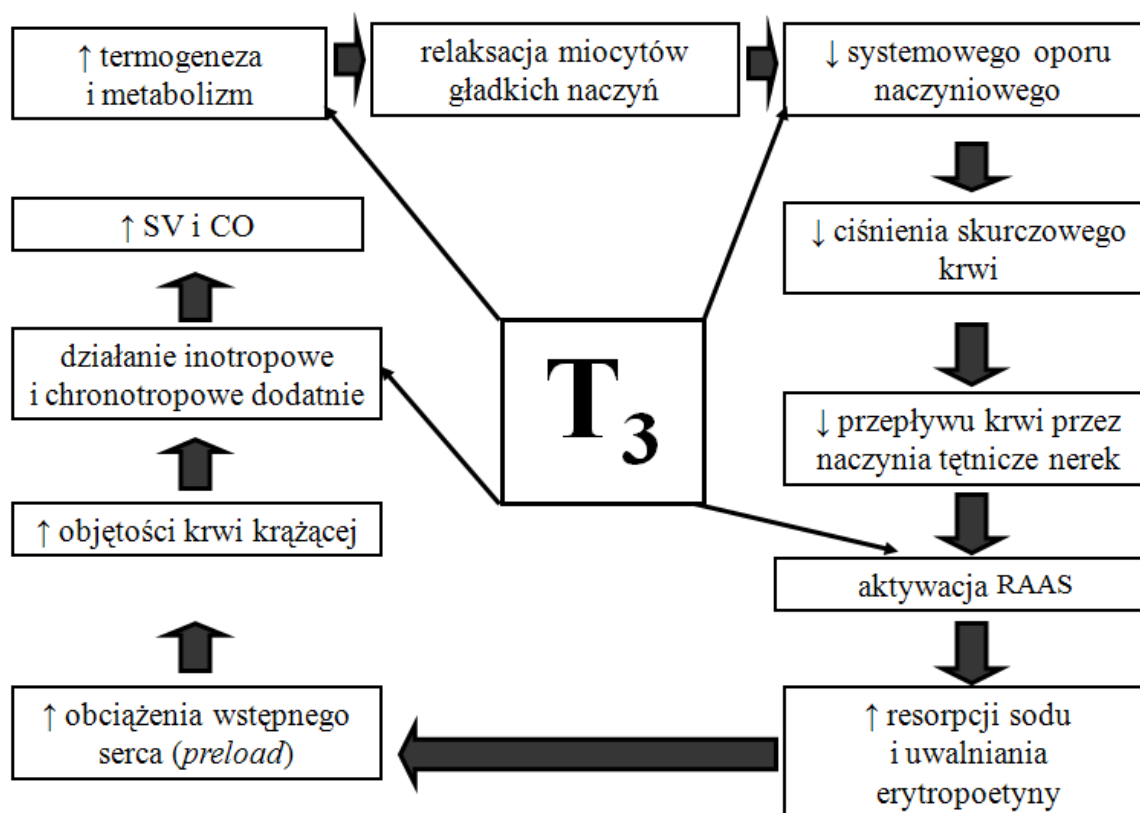 ↑ termogeneza
i metabolizm
relaksacja miocytów
gładkich naczyń
↓ systemowego oporu
naczyniowego
↑ SV i CO
↓ ciśnienia skurczowego
krwi
działanie inotropowe
i chronotropowe dodatnie
T₃
↓ przepływu krwi przez
naczynia tętnicze nerek
↑ objętości krwi krążącej
aktywacja RAAS
↑ obciążenia wstępnego
serca (preload)
↑ resorpcji sodu
i uwalniania
erytropoetyny